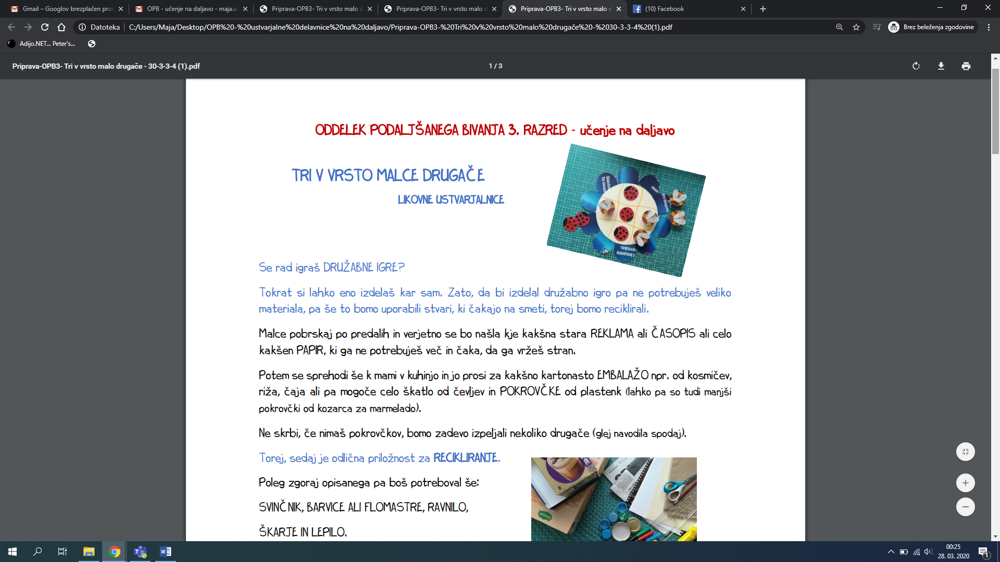 Gmail – Googlov brezplačen pros
OPB - učenje na daljavo - maja.u
Priprava-OPB3- Tri v vrsto malo d
Priprava-OPB3- Tri v vrsto malo d
Priprava-OPB3- Tri v vrsto malo d
(10) Facebook
Datoteka
C:/Users/Maja/Desktop/OPB%20-%20ustvarjalne%20delavnice%20na%20daljavo/Priprava-OPB3-%20Tri%20v%20vrsto%20malo%20drugače%20-%2030-3-3-4%20(1).pdf
Brez beleženja zgodovine
Adijo.NET... Peter's...
Priprava-OPB3- Tri v vrsto malo drugače - 30-3-3-4 (1).pdf
1 / 3
ODDELEK PODALJŠANEGA BIVANJA 3. RAZRED - učenje na daljavo
TRI V VRSTO MALCE DRUGAČE
LIKOVNE USTVARJALNICE
Se rad igraš DRUŽABNE IGRE?
Tokrat si lahko eno izdelaš kar sam. Zato, da bi izdelal družabno igro pa ne potrebuješ veliko
materiala, pa še to bomo uporabili stvari, ki čakajo na smeti, torej bomo reciklirali.
Malce pobrskaj po predalih in verjetno se bo našla kje kakšna stara REKLAMA ali ČASOPIS ali celo
kakšen PAPIR, ki ga ne potrebuješ več in čaka, da ga vržeš stran.
Potem se sprehodi še k mami v kuhinjo in jo prosi za kakšno kartonasto EMBALAŽO npr. od kosmičev,
riža, čaja ali pa mogoče celo škatlo od čevljev in POKROVČKE od plastenk (lahko pa so tudi manjši
pokrovčki od kozarca za marmelado).
Ne skrbi, če nimaš pokrovčkov, bomo zadevo izpeljali nekoliko drugače (glej navodila spodaj).
Torej, sedaj je odlična priložnost za RECIKLIRANJE.
Poleg zgoraj opisanega pa boš potreboval še:
SVINČNIK, BARVICE ALI FLOMASTRE, RAVNILO,
ŠKARJE IN LEPILO.
00:25
28. 03. 2020
1